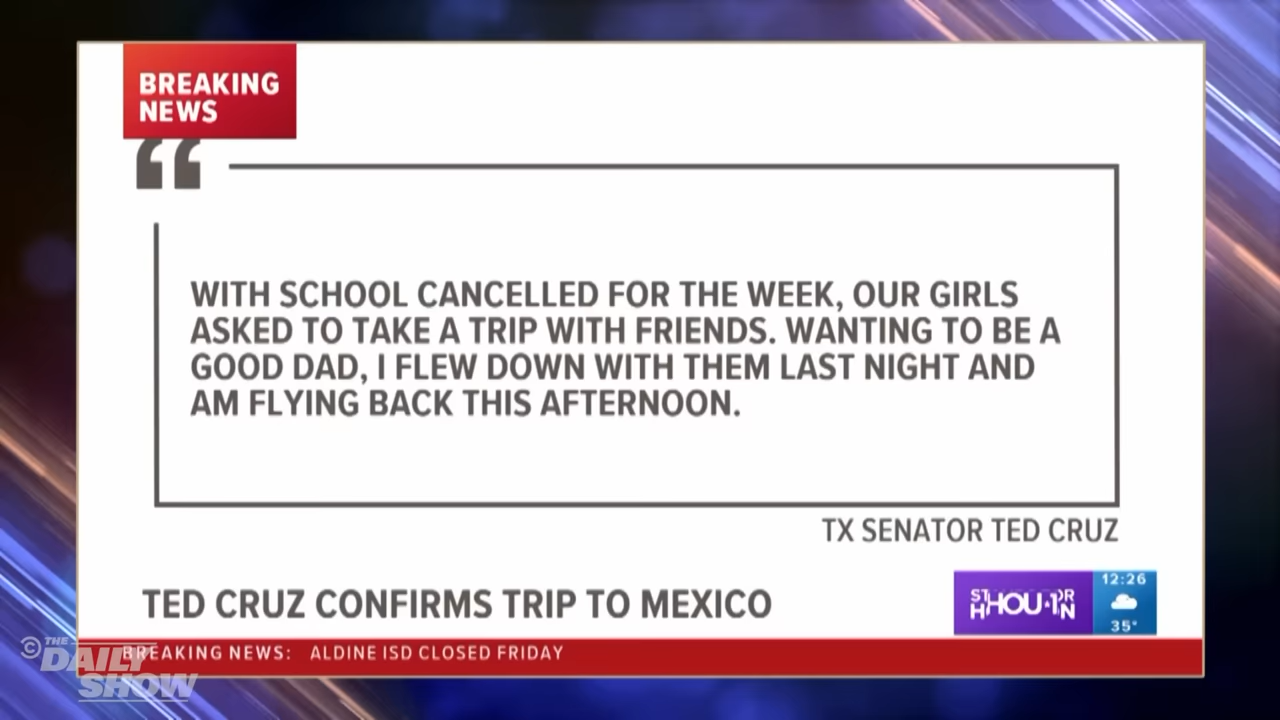 BREAKING
NEWS
“
WITH SCHOOL CANCELLED FOR THE WEEK, OUR GIRLS
ASKED TO TAKE A TRIP WITH FRIENDS. WANTING TO BE A
GOOD DAD, I FLEW DOWN WITH THEM LAST NIGHT AND
AM FLYING BACK THIS AFTERNOON.
TX SENATOR TED CRUZ
TED CRUZ CONFIRMS TRIP TO MEXICO
HOU
12:26
35°
BREAKING NEWS: ALDINE ISD CLOSED FRIDAY
THE
DAILY
SHOW